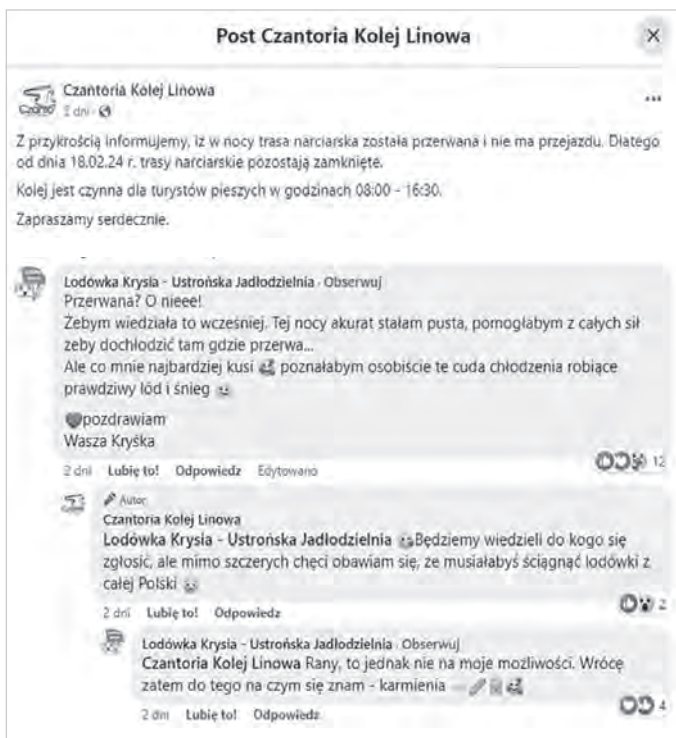 Post Czantoria Kolej Linowa
Czantoria Kolej Linowa
2 dni
Z przykrością informujemy, iż w nocy trasa narciarska została przerwana i nie ma przejazdu. Dlatego
od dnia 18.02.24 r. trasy narciarskie pozostają zamknięte.
Kolej jest czynna dla turystów pieszych w godzinach 08:00 - 16:30.
Zapraszamy serdecznie.
Lodówka Krysia - Ustrońska Jadłodzielnia · Obserwuj
Przerwana? O nieee!
Żebym wiedziała to wcześniej. Tej nocy akurat stałam pusta, pomogłabym z całych sił
żeby dochłodzić tam gdzie przerwa...
Ale co mnie najbardziej kusi poznałabym osobiście te cuda chłodzenia robiące
prawdziwy lód i śnieg
pozdrawiam
Wasza Kryśka
2 dni Lubię to! Odpowiedz Edytowano
12
Autor
Czantoria Kolej Linowa
Lodówka Krysia - Ustrońska Jadłodzielnia Będziemy wiedzieli do kogo się
zgłosić, ale mimo szczerych chęci obawiam się, że musiałabyś ściągnąć lodówki z
całej Polski
2 dni Lubię to! Odpowiedz
2
Lodówka Krysia - Ustrońska Jadłodzielnia · Obserwuj
Czantoria Kolej Linowa Rany, to jednak nie na moje możliwości. Wrócę
zatem do tego na czym się znam - karmienia
2 dni Lubię to! Odpowiedz
4